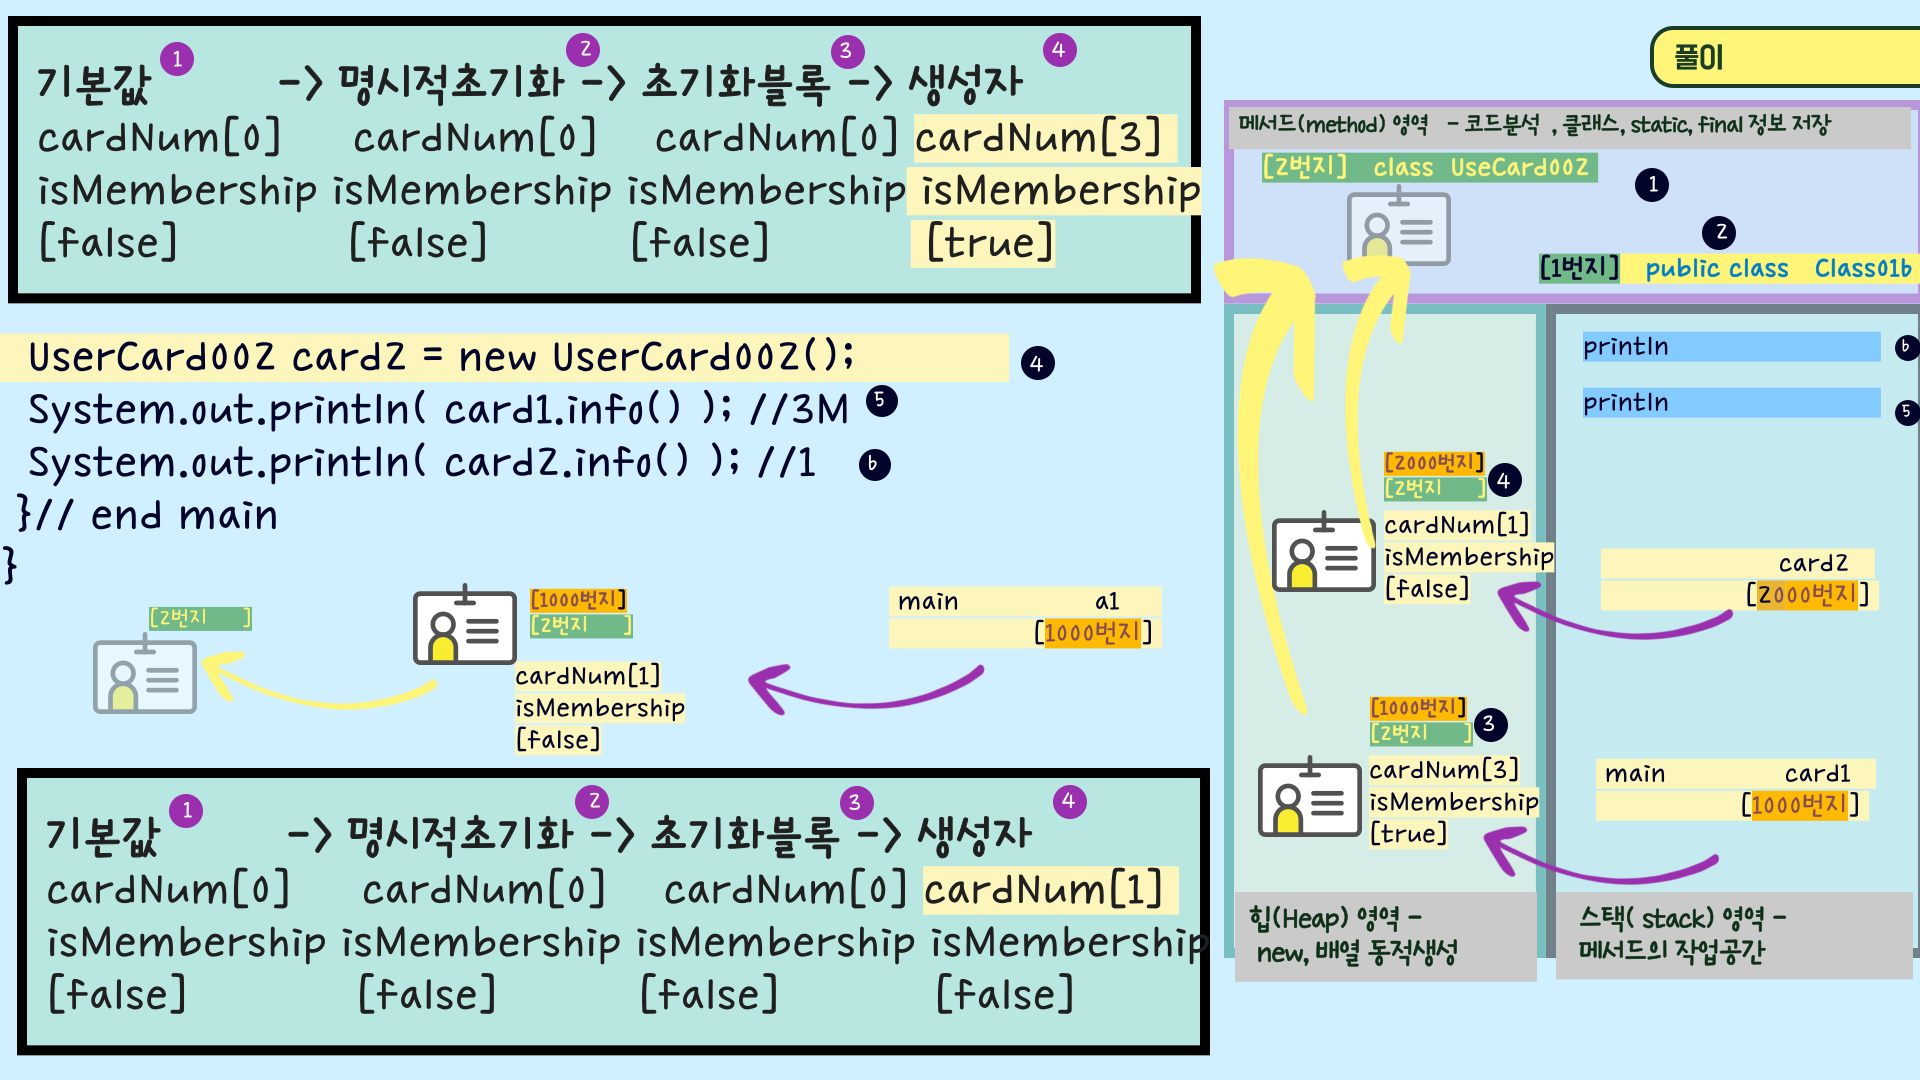 기본값 1 -> 명시적초기화 2 -> 초기화블록 3 -> 생성자 4
cardNum[0] cardNum[0] cardNum[0] cardNum[3]
isMembership isMembership isMembership isMembership
[false] [false] [false] [true]
UserCard002 card2 = new UserCard002(); 4
System.out.println( card1.info() ); //3M 5
System.out.println( card2.info() ); //1 6
}// end main
}
[2번지 ]
[1000번지]
[2번지 ]
cardNum[1]
isMembership
[false]
main a1
[1000번지]
기본값 1 -> 명시적초기화 2 -> 초기화블록 3 -> 생성자 4
cardNum[0] cardNum[0] cardNum[0] cardNum[1]
isMembership isMembership isMembership isMembership
[false] [false] [false] [false]
풀이
메서드(method) 영역 - 코드분석 , 클래스, static, final 정보 저장
[2번지] class UseCard002 1
2
[1번지] public class Class01b
println 6
println 5
[2000번지]
[2번지 ] 4
cardNum[1]
isMembership
[false]
card2
[2000번지]
[1000번지]
[2번지 ] 3
cardNum[3]
isMembership
[true]
main card1
[1000번지]
힙(Heap) 영역 -
new, 배열 동적생성
스택( stack) 영역 -
메서드의 작업공간